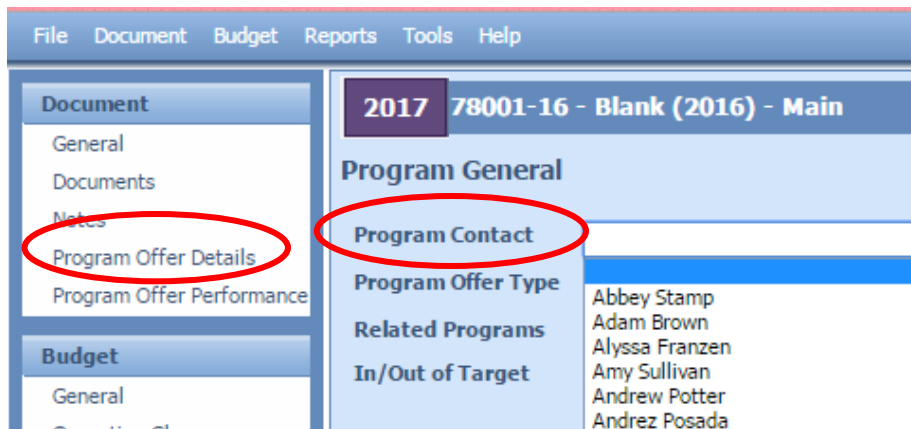 File Document Budget Reports Tools Help
Document
General
Documents
Notes
Program Offer Details
Program Offer Performance
Budget
General
2017 78001-16 - Blank (2016) - Main
Program General
Program Contact
Program Offer Type
Related Programs
In/Out of Target
Abbey Stamp
Adam Brown
Alyssa Franzen
Amy Sullivan
Andrew Potter
Andrez Posada